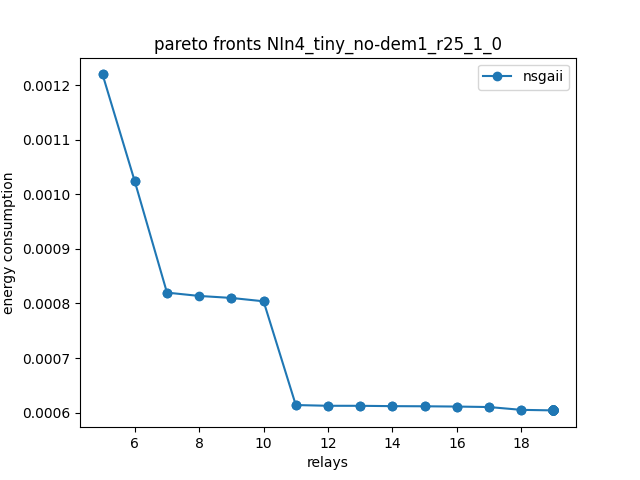 pareto fronts NIn4_tiny_no-dem1_r25_1_0
nsgaii
energy consumption
0.0012
0.0011
0.0010
0.0009
0.0008
0.0007
0.0006
6 8 10 12 14 16 18
relays